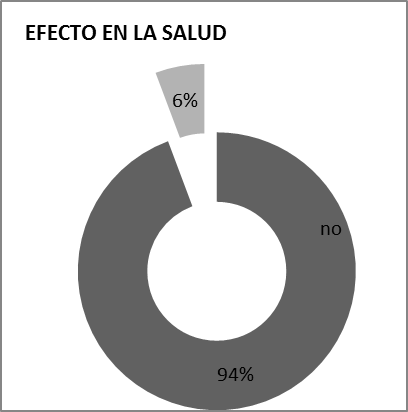 EFECTO EN LA SALUD
6%
no
94%